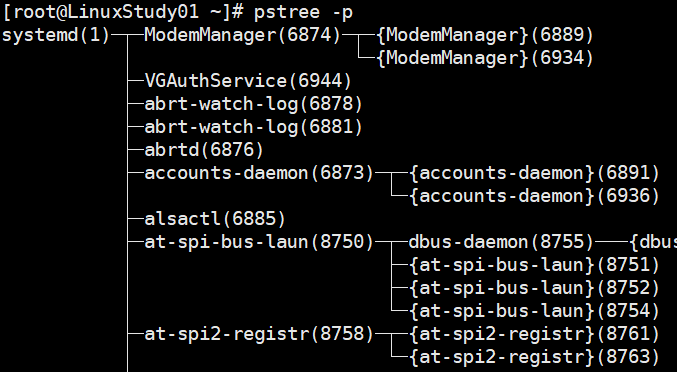 [root@LinuxStudy01 ~]# pstree -p
systemd(1)─┬─ModemManager(6874)─┬─{ModemManager}(6889)
           │                    └─{ModemManager}(6934)
           ├─VGAuthService(6944)
           ├─abrt-watch-log(6878)
           ├─abrt-watch-log(6881)
           ├─abrtd(6876)
           ├─accounts-daemon(6873)─┬─{accounts-daemon}(6891)
           │                       └─{accounts-daemon}(6936)
           ├─alsactl(6885)
           ├─at-spi-bus-laun(8750)─┬─dbus-daemon(8755)───{dbus
           │                       ├─{at-spi-bus-laun}(8751)
           │                       ├─{at-spi-bus-laun}(8752)
           │                       └─{at-spi-bus-laun}(8754)
           ├─at-spi2-registr(8758)─┬─{at-spi2-registr}(8761)
           │                       └─{at-spi2-registr}(8763)